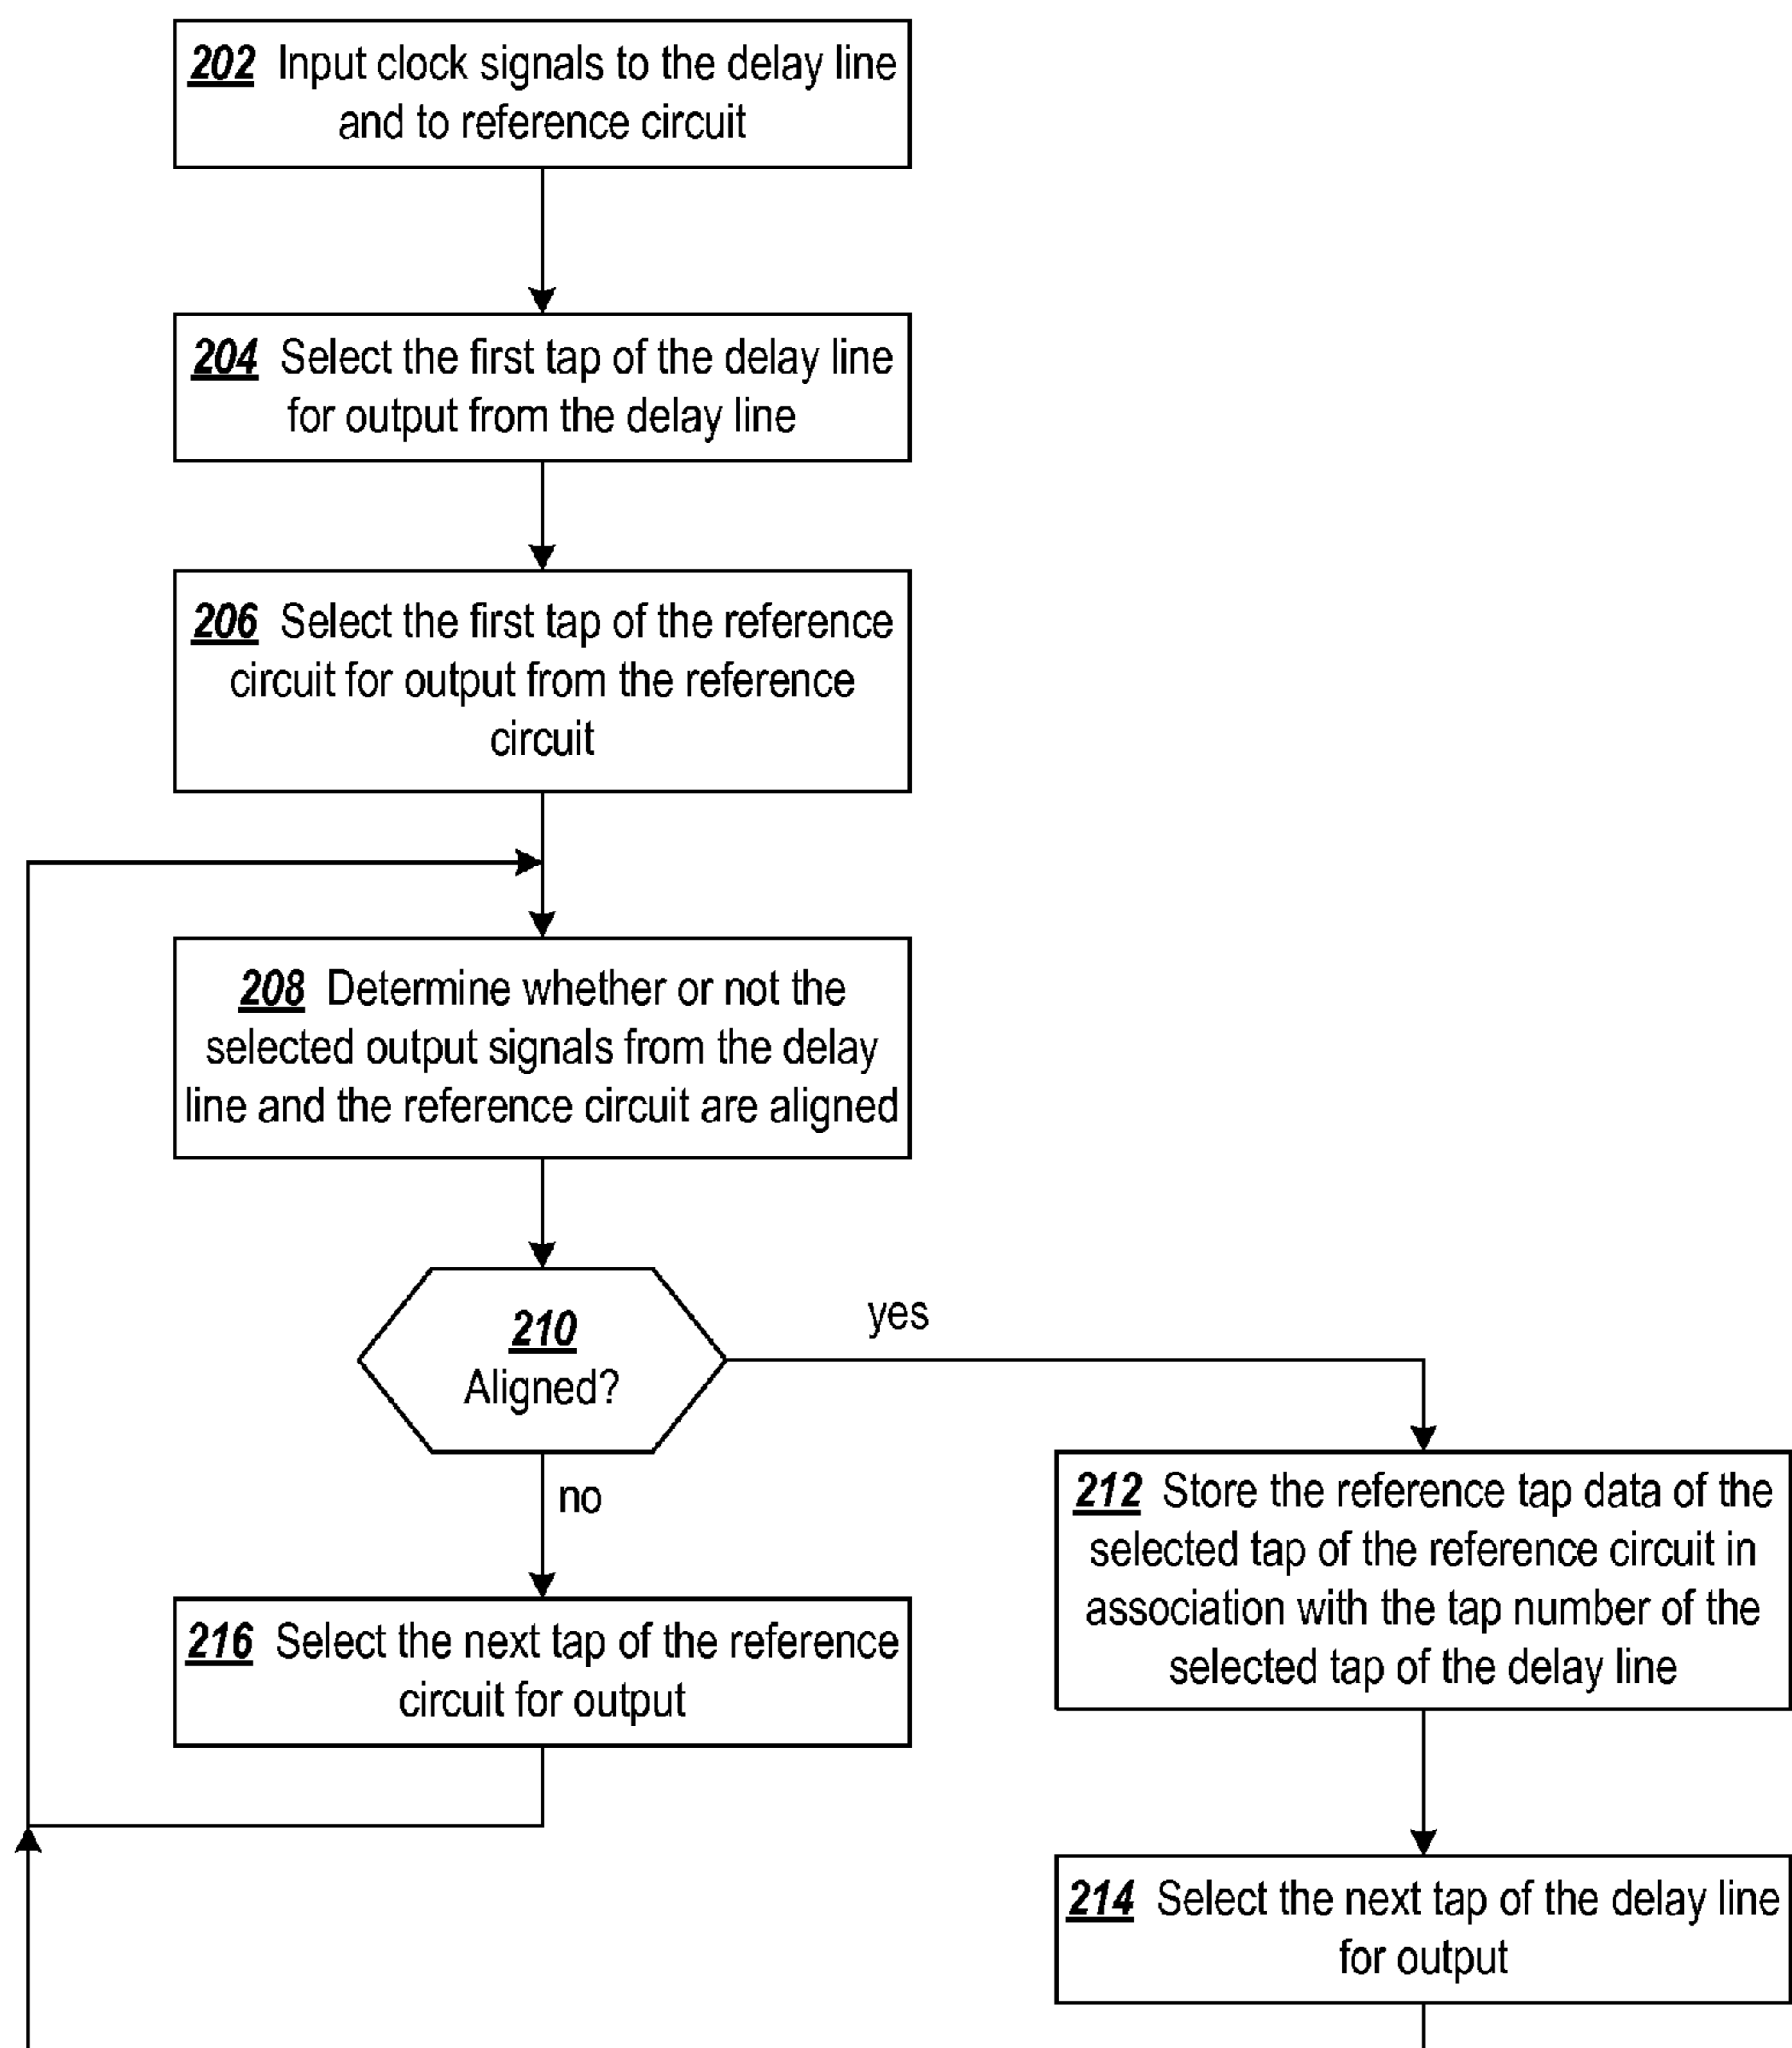 202 Input clock signals to the delay line
and to reference circuit
204 Select the first tap of the delay line
for output from the delay line
206 Select the first tap of the reference
circuit for output from the reference
circuit
208 Determine whether or not the
selected output signals from the delay
line and the reference circuit are aligned
210
Aligned?
yes
no
212 Store the reference tap data of the
selected tap of the reference circuit in
association with the tap number of the
selected tap of the delay line
216 Select the next tap of the reference
circuit for output
214 Select the next tap of the delay line
for output